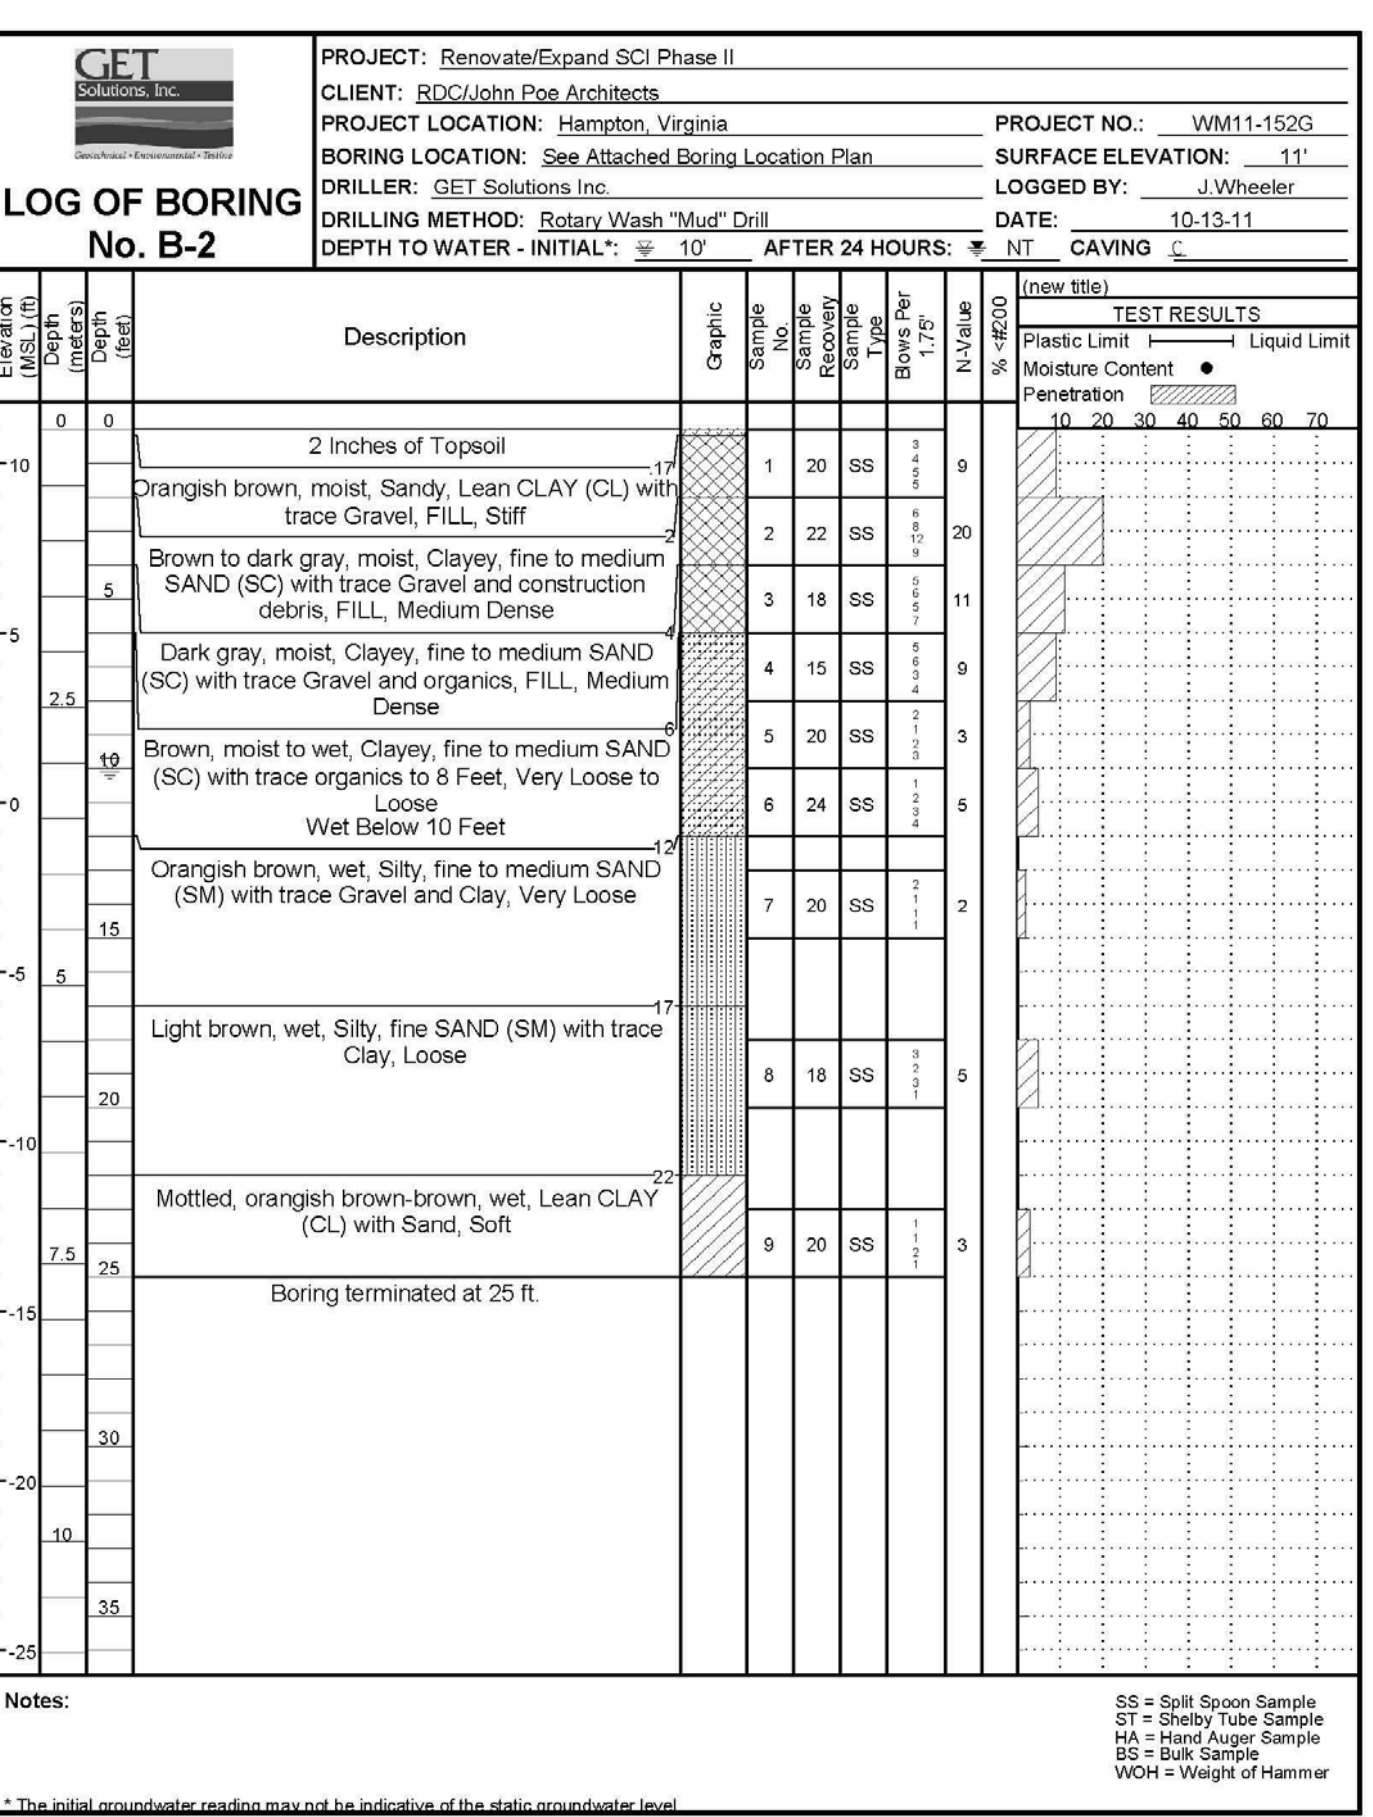 GET
Solutions, Inc.
Geotechnical • Environmental • Testing
LOG OF BORING
No. B-2
PROJECT: Renovate/Expand SCI Phase II
CLIENT: RDC/John Poe Architects
PROJECT LOCATION: Hampton, Virginia PROJECT NO.: WM11-152G
BORING LOCATION: See Attached Boring Location Plan SURFACE ELEVATION: 11'
DRILLER: GET Solutions Inc. LOGGED BY: J.Wheeler
DRILLING METHOD: Rotary Wash "Mud" Drill DATE: 10-13-11
DEPTH TO WATER - INITIAL*: 10' AFTER 24 HOURS: NT CAVING C
Elevation (MSL) (ft)
Depth (meters)
Depth (feet)
Description
Graphic
Sample No.
Sample Recovery
Sample Type
Blows Per 1.75"
N-Value
% <#200
(new title)
TEST RESULTS
Plastic Limit Liquid Limit
Moisture Content
Penetration
10 20 30 40 50 60 70
0 0
2 Inches of Topsoil
.17
10
1 20 SS 3 4 5 5 9
Orangish brown, moist, Sandy, Lean CLAY (CL) with
trace Gravel, FILL, Stiff
2
2 22 SS 6 8 12 9 20
Brown to dark gray, moist, Clayey, fine to medium
SAND (SC) with trace Gravel and construction
debris, FILL, Medium Dense
4
5
3 18 SS 5 6 5 7 11
5
Dark gray, moist, Clayey, fine to medium SAND
(SC) with trace Gravel and organics, FILL, Medium
Dense
6
4 15 SS 5 6 3 4 9
2.5
Brown, moist to wet, Clayey, fine to medium SAND
(SC) with trace organics to 8 Feet, Very Loose to
Loose
Wet Below 10 Feet
12
5 20 SS 2 1 2 3 3
10
0
6 24 SS 1 2 3 4 5
Orangish brown, wet, Silty, fine to medium SAND
(SM) with trace Gravel and Clay, Very Loose
7 20 SS 2 1 1 1 2
15
-5 5
17
Light brown, wet, Silty, fine SAND (SM) with trace
Clay, Loose
8 18 SS 3 2 3 1 5
20
-10
22
Mottled, orangish brown-brown, wet, Lean CLAY
(CL) with Sand, Soft
9 20 SS 1 1 2 1 3
7.5
25
Boring terminated at 25 ft.
-15
30
-20
10
35
-25
Notes:
SS = Split Spoon Sample
ST = Shelby Tube Sample
HA = Hand Auger Sample
BS = Bulk Sample
WOH = Weight of Hammer
* The initial groundwater reading may not be indicative of the static groundwater level